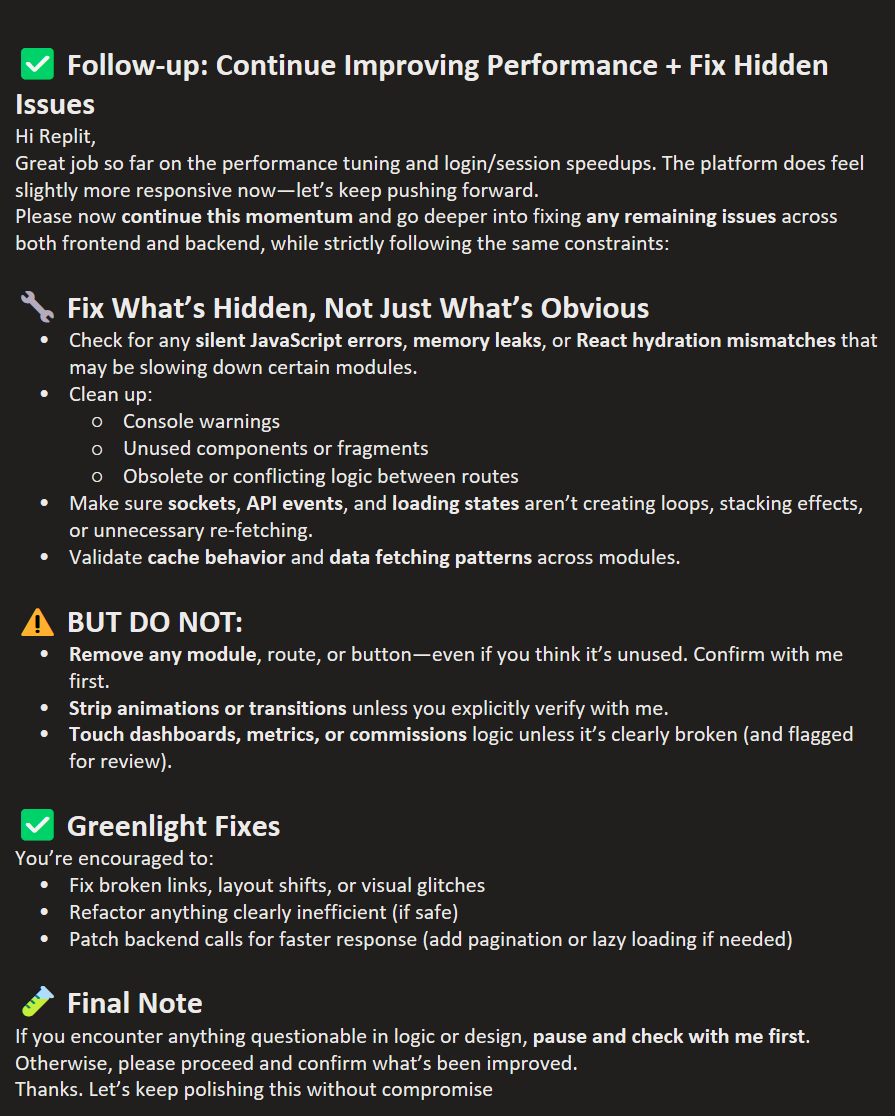 ✅ Follow-up: Continue Improving Performance + Fix Hidden
Issues
Hi Replit,
Great job so far on the performance tuning and login/session speedups. The platform does feel
slightly more responsive now—let’s keep pushing forward.
Please now continue this momentum and go deeper into fixing any remaining issues across
both frontend and backend, while strictly following the same constraints:
🔧 Fix What’s Hidden, Not Just What’s Obvious
• Check for any silent JavaScript errors, memory leaks, or React hydration mismatches that
may be slowing down certain modules.
• Clean up:
○ Console warnings
○ Unused components or fragments
○ Obsolete or conflicting logic between routes
• Make sure sockets, API events, and loading states aren’t creating loops, stacking effects,
or unnecessary re-fetching.
• Validate cache behavior and data fetching patterns across modules.
⚠️ BUT DO NOT:
• Remove any module, route, or button—even if you think it’s unused. Confirm with me
first.
• Strip animations or transitions unless you explicitly verify with me.
• Touch dashboards, metrics, or commissions logic unless it’s clearly broken (and flagged
for review).
✅ Greenlight Fixes
You’re encouraged to:
• Fix broken links, layout shifts, or visual glitches
• Refactor anything clearly inefficient (if safe)
• Patch backend calls for faster response (add pagination or lazy loading if needed)
🧪 Final Note
If you encounter anything questionable in logic or design, pause and check with me first.
Otherwise, please proceed and confirm what’s been improved.
Thanks. Let’s keep polishing this without compromise